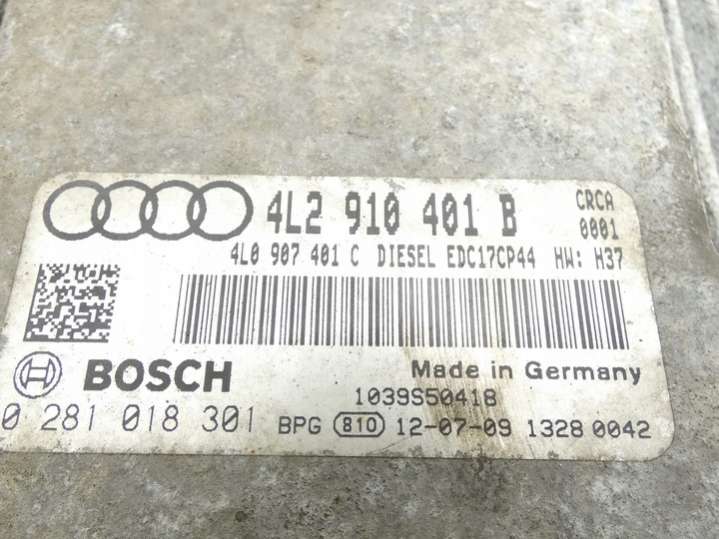 4L2 910 401 B CRCA
0001
4L0 907 401 C DIESEL EDC17CP44 HW: H37
BOSCH Made in Germany
1039S50418
0 281 018 301 BPG 810 12-07-09 1328 0042